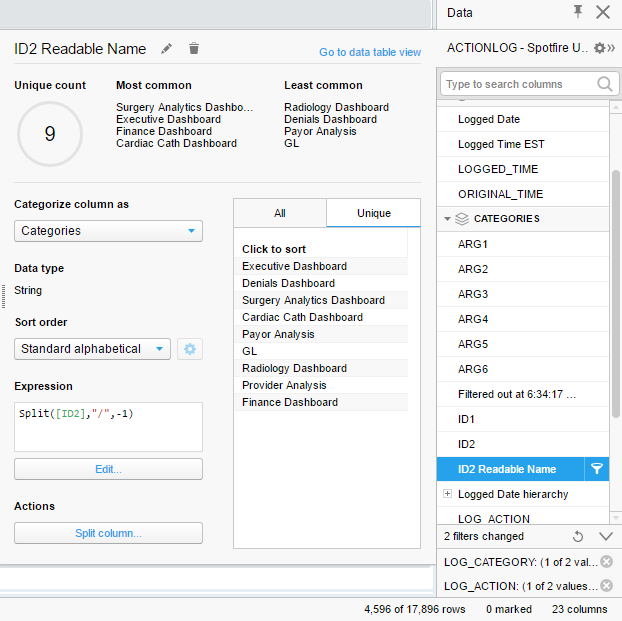 Data
ID2 Readable Name
Go to data table view
Unique count
9
Most common
Surgery Analytics Dashbo...
Executive Dashboard
Finance Dashboard
Cardiac Cath Dashboard
Least common
Radiology Dashboard
Denials Dashboard
Payor Analysis
GL
Categorize column as
Categories
Data type
String
Sort order
Standard alphabetical
Expression
Split([ID2],"/",-1)
Edit...
Actions
Split column...
All
Unique
Click to sort
Executive Dashboard
Denials Dashboard
Surgery Analytics Dashboard
Cardiac Cath Dashboard
Payor Analysis
GL
Radiology Dashboard
Provider Analysis
Finance Dashboard
ACTIONLOG - Spotfire U...
Type to search columns
Logged Date
Logged Time EST
LOGGED_TIME
ORIGINAL_TIME
CATEGORIES
ARG1
ARG2
ARG3
ARG4
ARG5
ARG6
Filtered out at 6:34:17 ...
ID1
ID2
ID2 Readable Name
Logged Date hierarchy
LOG_ACTION
2 filters changed
LOG_CATEGORY: (1 of 2 val...
LOG_ACTION: (1 of 2 values...
4,596 of 17,896 rows
0 marked
23 columns